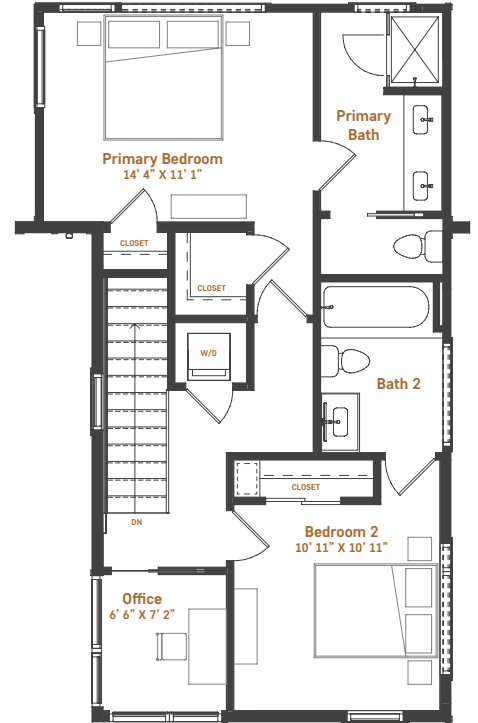 Primary
Bath
Primary Bedroom
14' 4" X 11' 1"
CLOSET
CLOSET
W/D
Bath 2
CLOSET
DN
Bedroom 2
10' 11" X 10' 11"
Office
6' 6" X 7' 2"